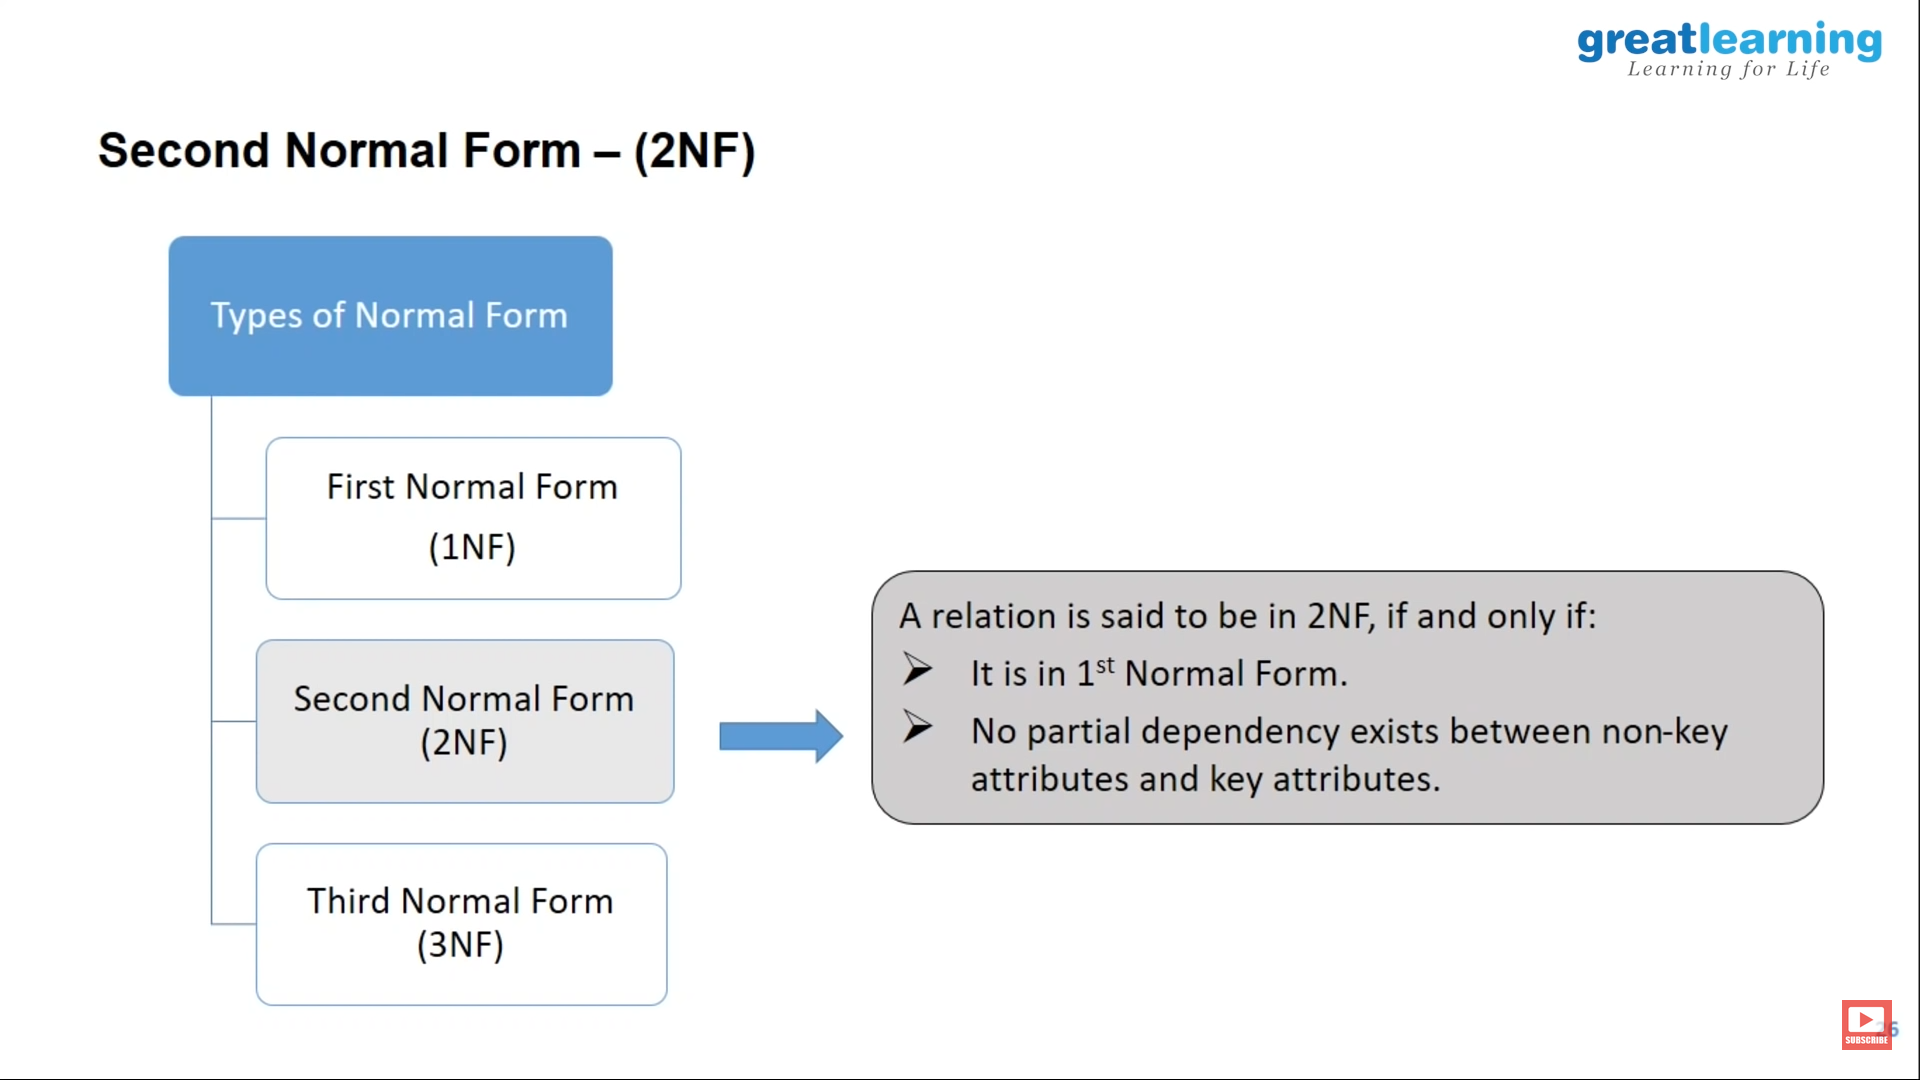 greatlearning
Learning for Life
Second Normal Form – (2NF)
Types of Normal Form
First Normal Form
(1NF)
Second Normal Form
(2NF)
Third Normal Form
(3NF)
A relation is said to be in 2NF, if and only if:
It is in 1st Normal Form.
No partial dependency exists between non-key
attributes and key attributes.
SUBSCRIBE